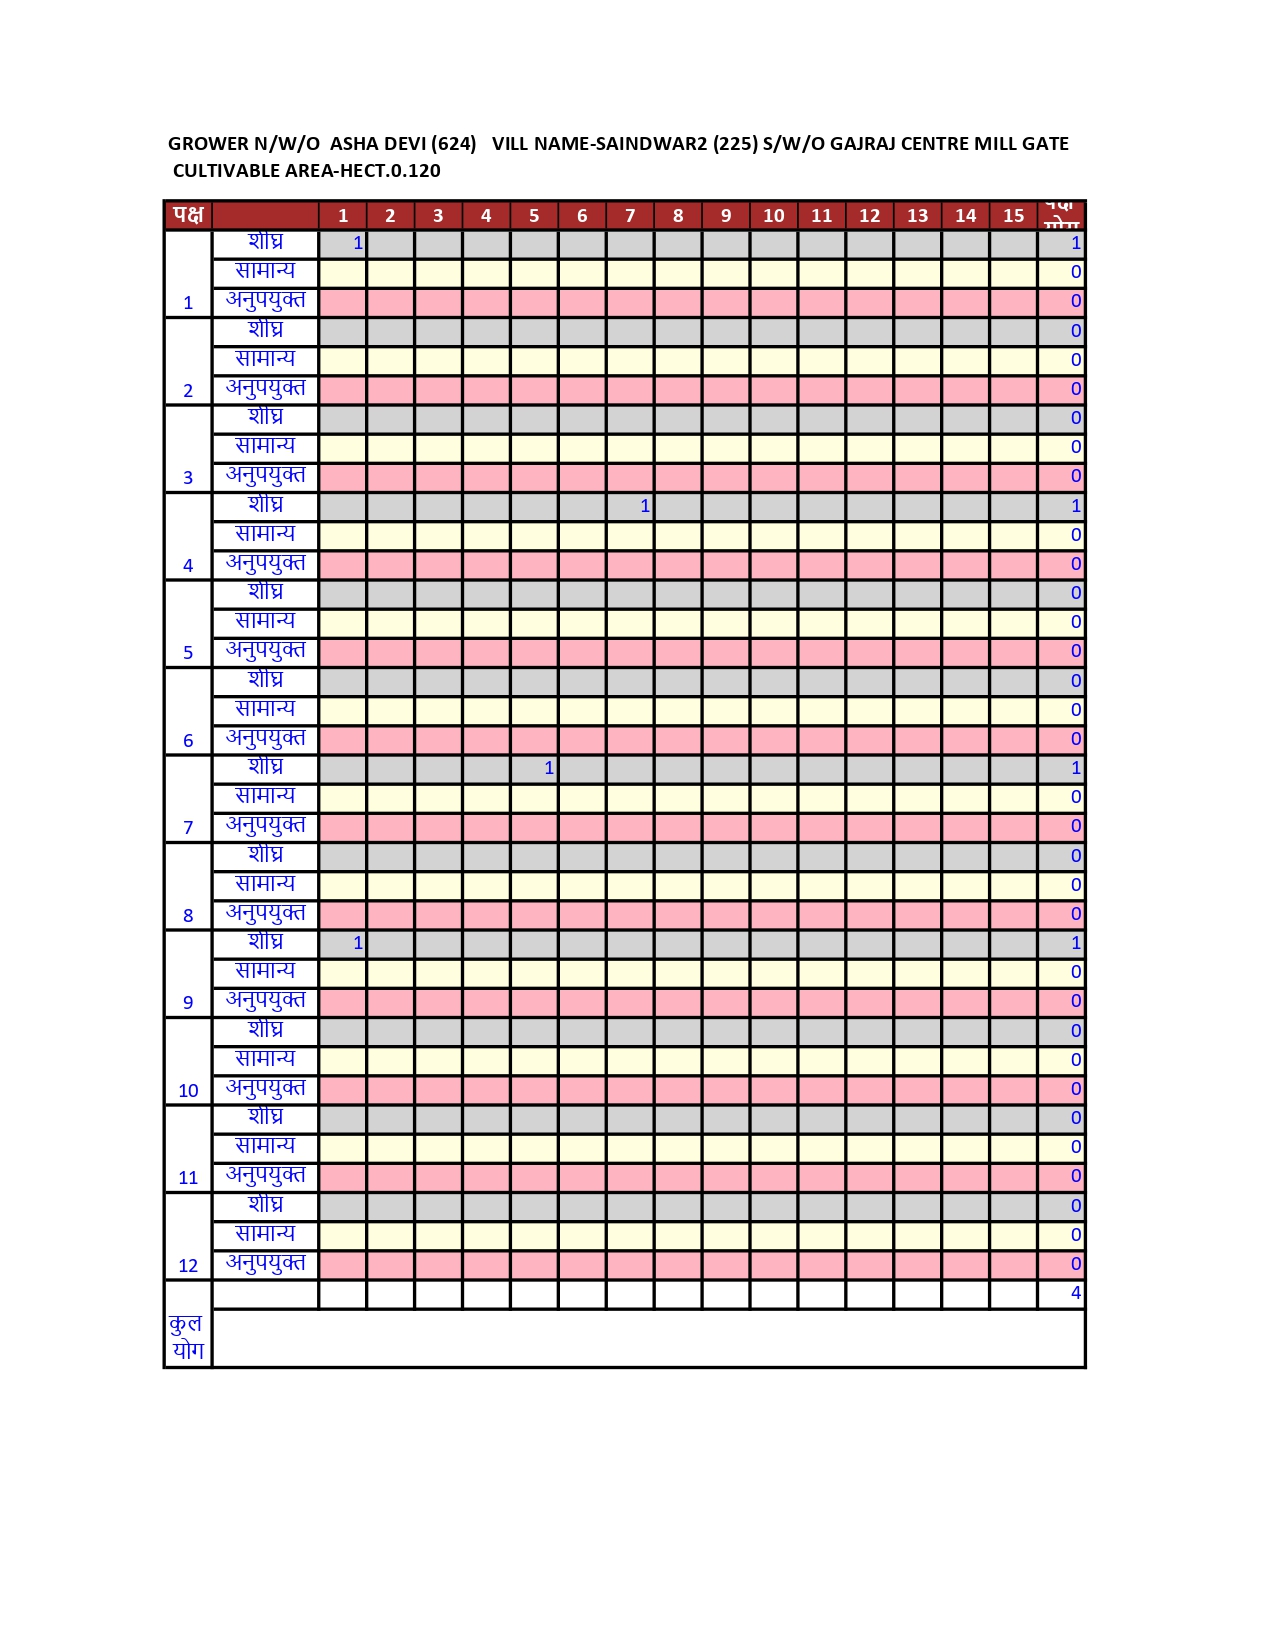 GROWER N/W/O ASHA DEVI (624) VILL NAME-SAINDWAR2 (225) S/W/O GAJRAJ CENTRE MILL GATE
CULTIVABLE AREA-HECT.0.120
पक्ष 1 2 3 4 5 6 7 8 9 10 11 12 13 14 15 पक्ष योग
शीघ्र 1 1
सामान्य 0
1 अनुपयुक्त 0
शीघ्र 0
सामान्य 0
2 अनुपयुक्त 0
शीघ्र 0
सामान्य 0
3 अनुपयुक्त 0
शीघ्र 1 1
सामान्य 0
4 अनुपयुक्त 0
शीघ्र 0
सामान्य 0
5 अनुपयुक्त 0
शीघ्र 0
सामान्य 0
6 अनुपयुक्त 0
शीघ्र 1 1
सामान्य 0
7 अनुपयुक्त 0
शीघ्र 0
सामान्य 0
8 अनुपयुक्त 0
शीघ्र 1 1
सामान्य 0
9 अनुपयुक्त 0
शीघ्र 0
सामान्य 0
10 अनुपयुक्त 0
शीघ्र 0
सामान्य 0
11 अनुपयुक्त 0
शीघ्र 0
सामान्य 0
12 अनुपयुक्त 0
4
कुल
योग